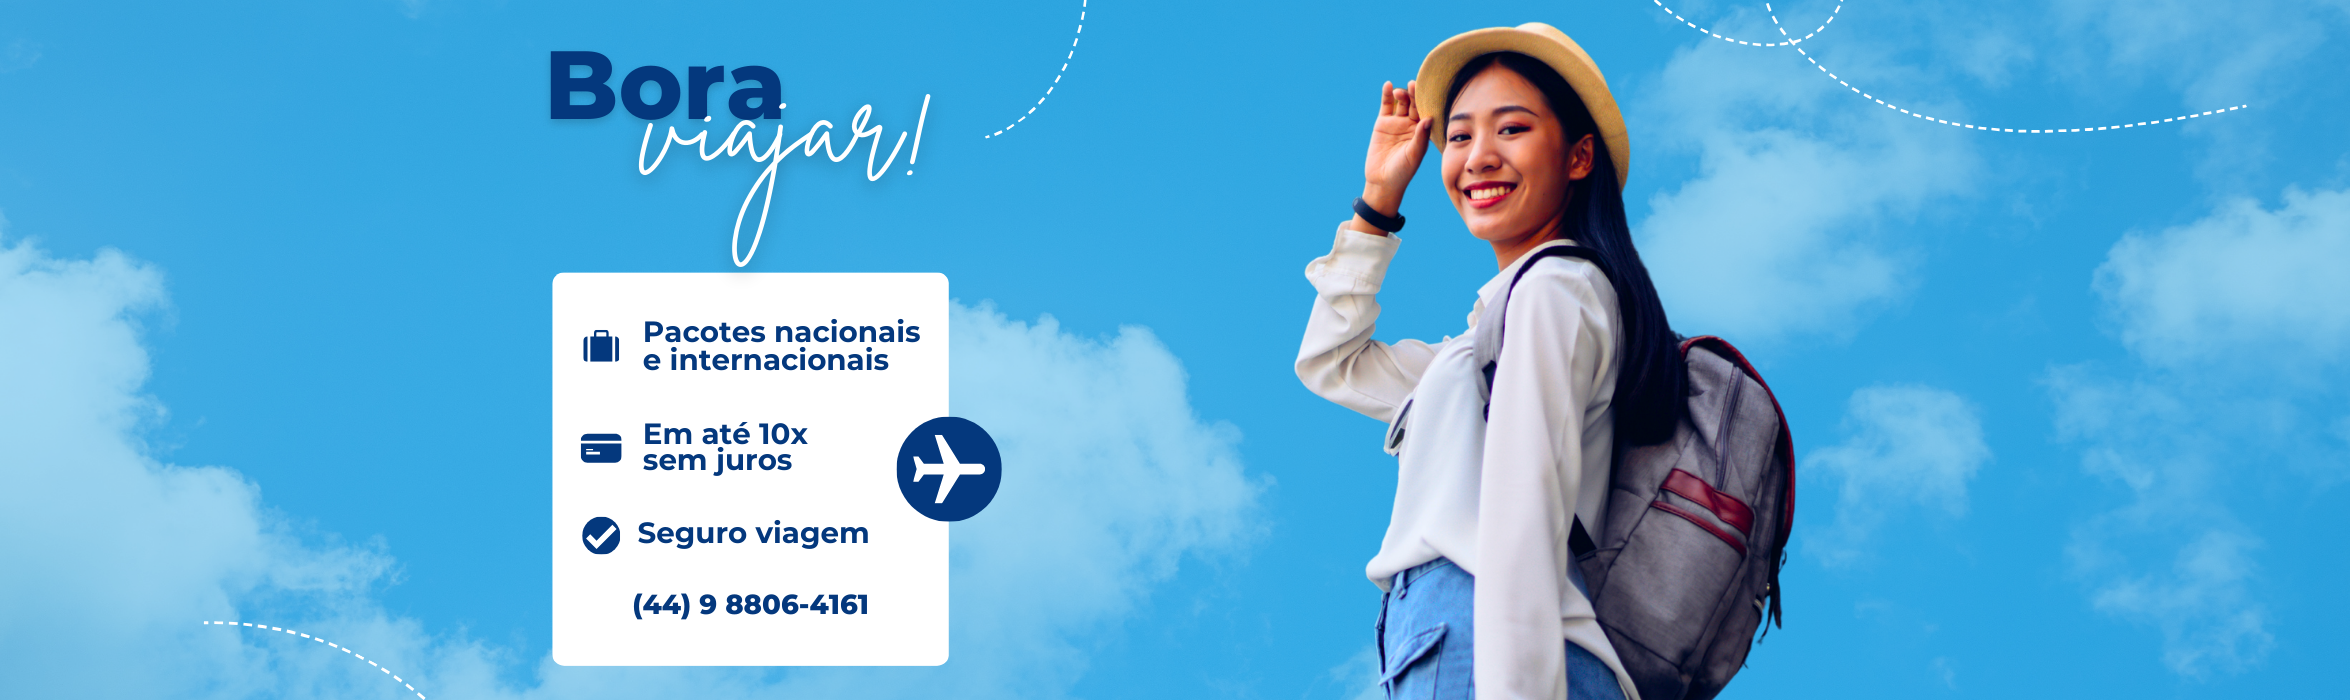 Bora
viajar!
Pacotes nacionais
e internacionais
Em até 10x
sem juros
Seguro viagem
(44) 9 8806-4161